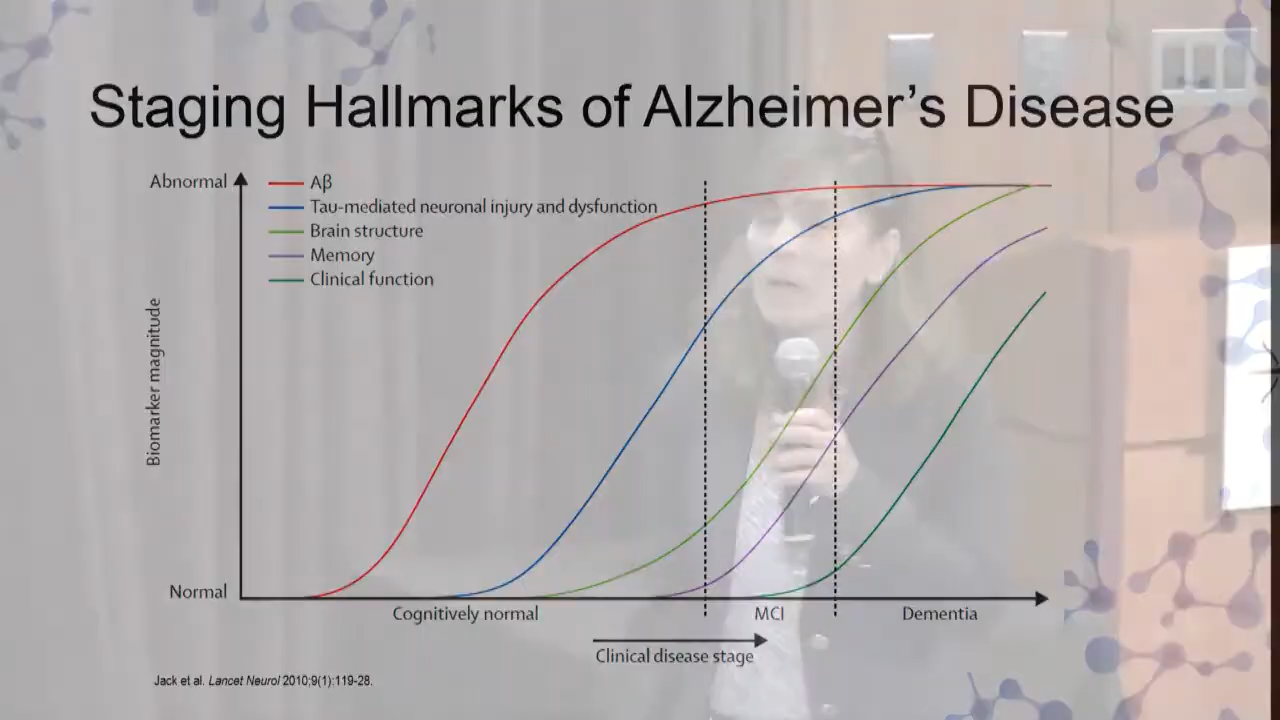 Staging Hallmarks of Alzheimer’s Disease
Abnormal
Aβ
Tau-mediated neuronal injury and dysfunction
Brain structure
Memory
Clinical function
Biomarker magnitude
Normal
Cognitively normal
MCI
Dementia
Clinical disease stage
Jack et al. Lancet Neurol 2010;9(1):119-28.